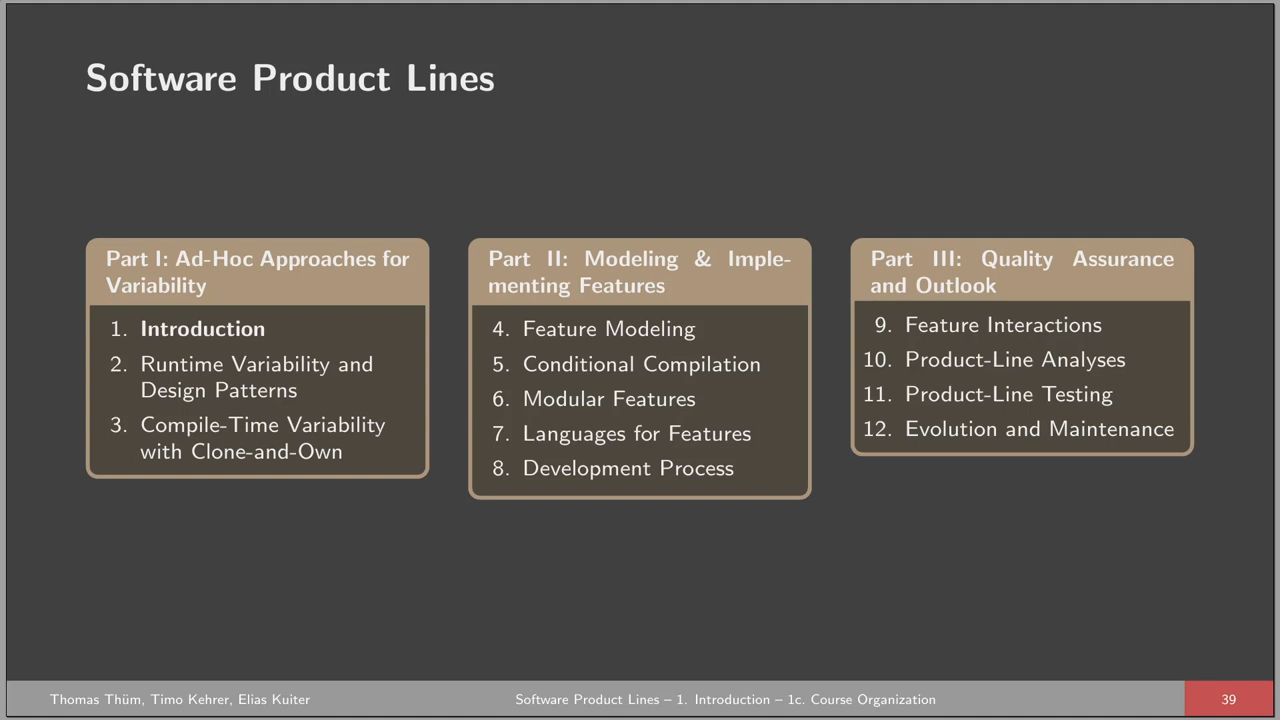 Software Product Lines
Part I: Ad-Hoc Approaches for
Variability
1. Introduction
2. Runtime Variability and
Design Patterns
3. Compile-Time Variability
with Clone-and-Own
Part II: Modeling & Imple-
menting Features
4. Feature Modeling
5. Conditional Compilation
6. Modular Features
7. Languages for Features
8. Development Process
Part III: Quality Assurance
and Outlook
9. Feature Interactions
10. Product-Line Analyses
11. Product-Line Testing
12. Evolution and Maintenance
Thomas Thüm, Timo Kehrer, Elias Kuiter
Software Product Lines – 1. Introduction – 1c. Course Organization
39